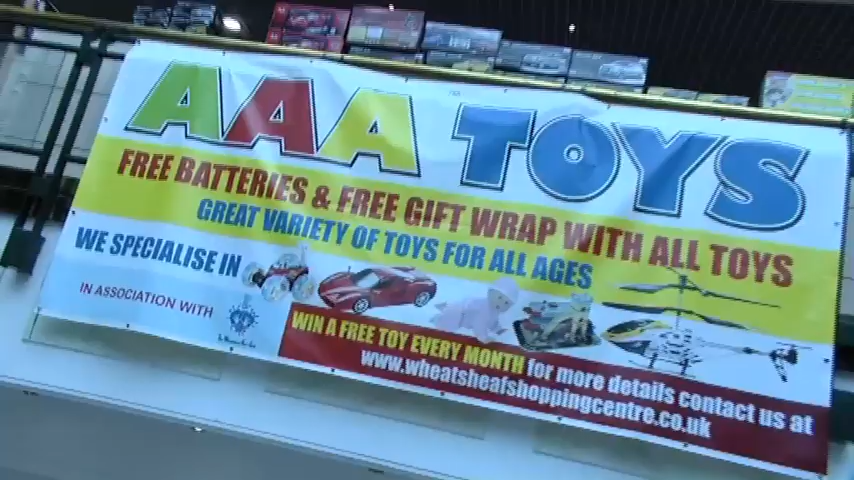 AAA TOYS
FREE BATTERIES & FREE GIFT WRAP WITH ALL TOYS
GREAT VARIETY OF TOYS FOR ALL AGES
WE SPECIALISE IN
IN ASSOCIATION WITH
WIN A FREE TOY EVERY MONTH for more details contact us at
www.wheatsheafshoppingcentre.co.uk